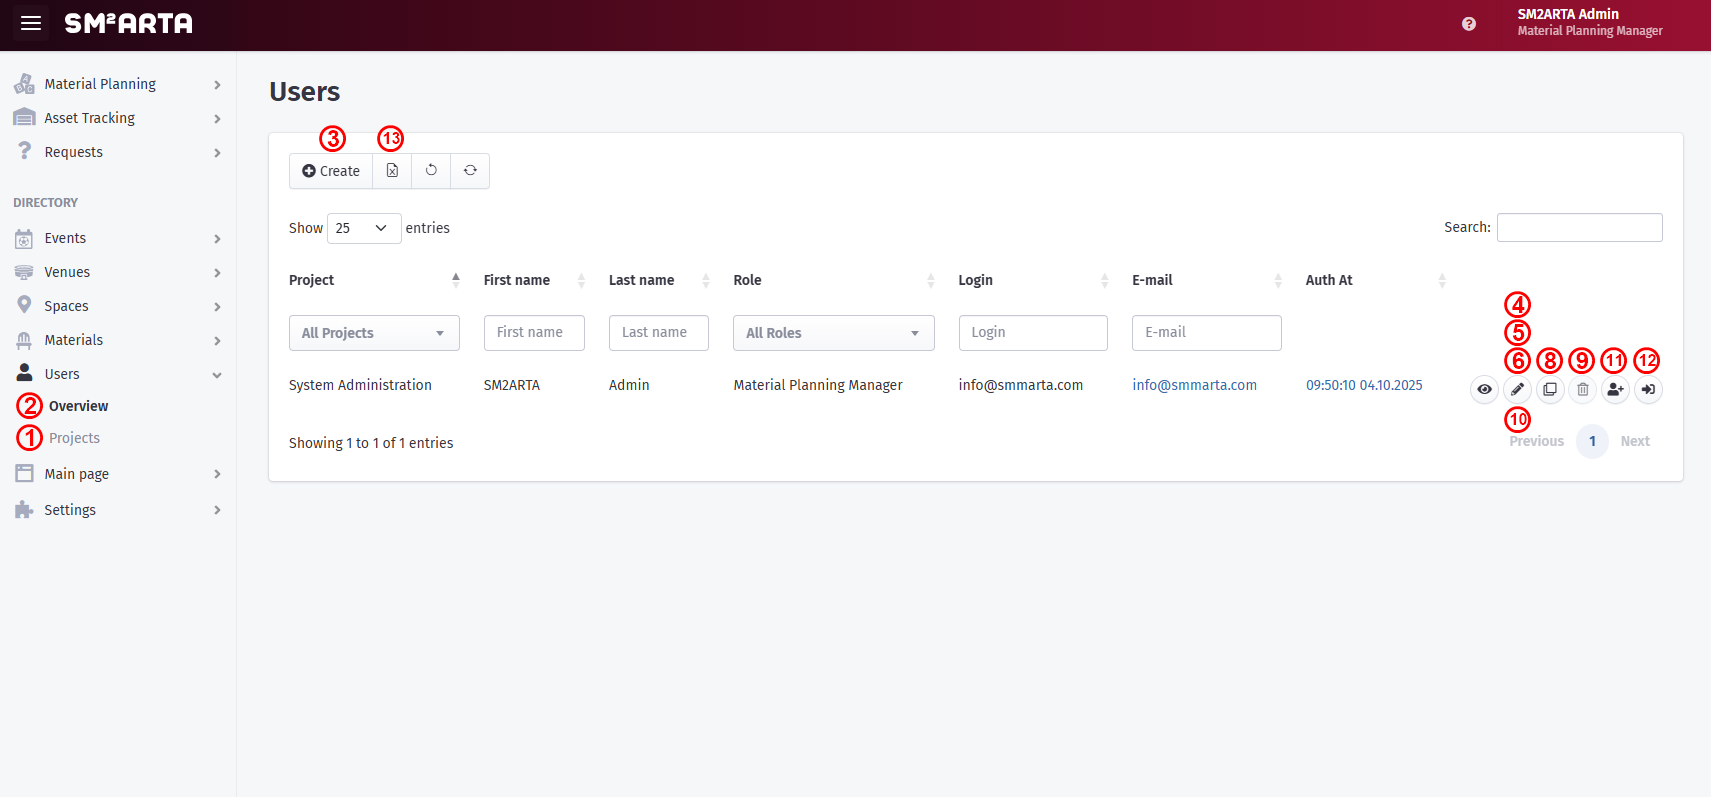 SM²ARTA
SM2ARTA Admin
Material Planning Manager
Material Planning
Asset Tracking
Requests
DIRECTORY
Events
Venues
Spaces
Materials
Users
2 Overview
1 Projects
Main page
Settings
Users
3 13
Create
Show 25 entries
Search:
Project First name Last name Role Login E-mail Auth At
4
5
All Projects First name Last name All Roles Login E-mail
6 8 9 11 12
System Administration SM2ARTA Admin Material Planning Manager info@smmarta.com info@smmarta.com 09:50:10 04.10.2025
10
Showing 1 to 1 of 1 entries
Previous 1 Next